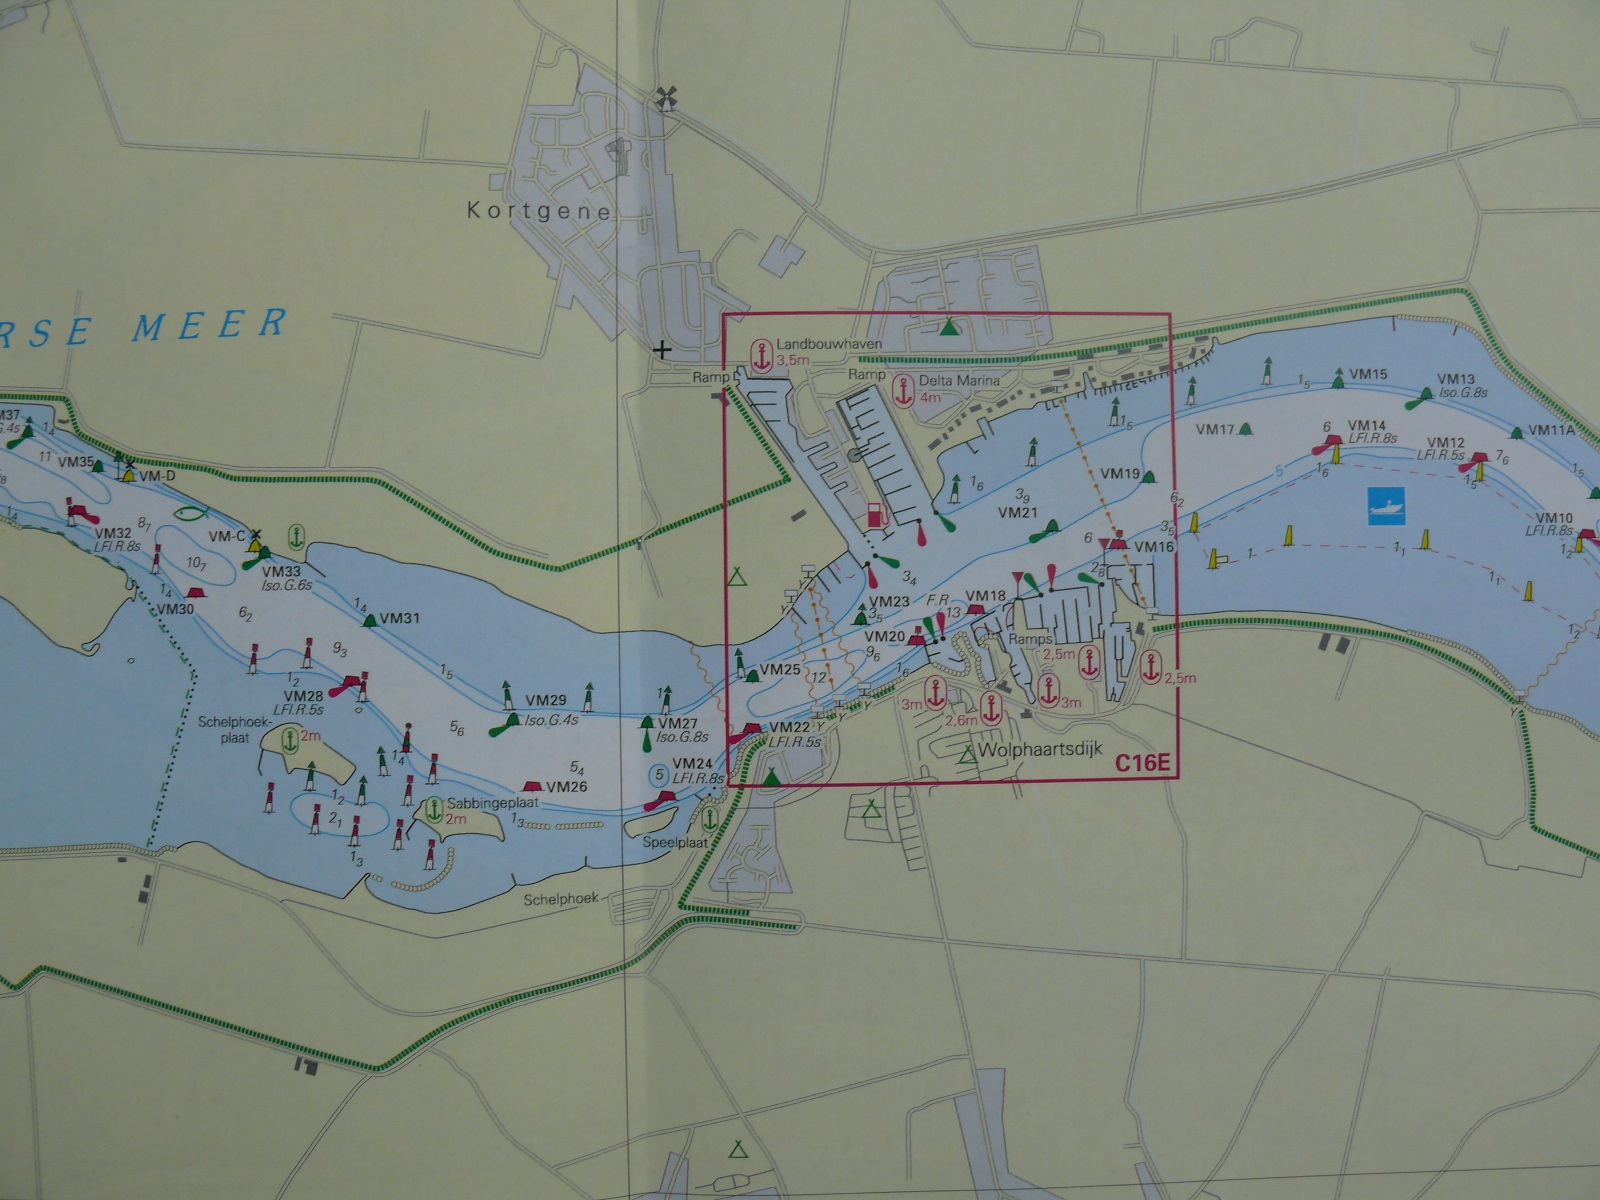 Kortgene
RSE MEER
Landbouwhaven
3,5m
Ramp
Ramp
Delta Marina
4m
VM15
VM13
Iso.G.8s
VM37
G.4s
VM17
VM14
LFl.R.8s
VM12
LFl.R.5s
VM11A
VM35
VM-D
VM19
VM32
LFl.R.8s
VM-C
VM21
VM10
LFl.R.8s
VM16
VM33
Iso.G.6s
VM30
VM31
VM23
F.R
13
VM18
VM20
Ramps
2,5m
2,5m
VM25
12
VM28
LFl.R.5s
VM29
Iso.G.4s
VM27
Iso.G.8s
VM22
LFl.R.5s
3m
2,6m
3m
Schelphoek-
plaat
2m
Wolphaartsdijk
C16E
VM24
LFl.R.8s
5
VM26
Sabbingeplaat
2m
Speelplaat
Schelphoek